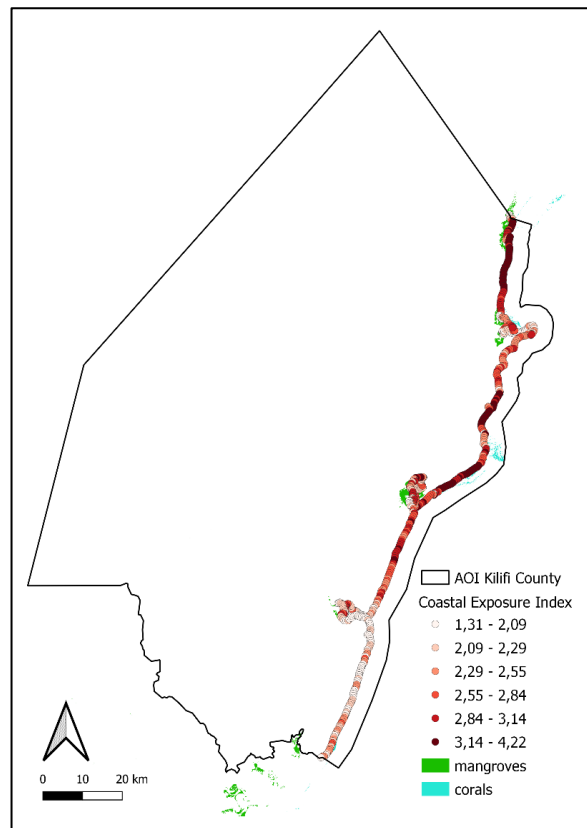 AOI Kilifi County
Coastal Exposure Index
1,31 - 2,09
2,09 - 2,29
2,29 - 2,55
2,55 - 2,84
2,84 - 3,14
3,14 - 4,22
mangroves
corals
0 10 20 km